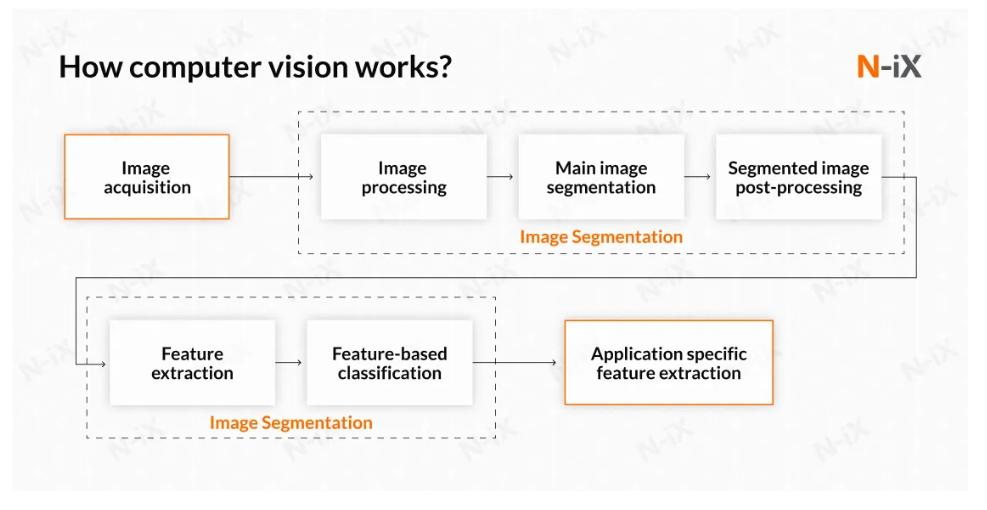 How computer vision works?
N-iX
Image
acquisition
Image
processing
Main image
segmentation
Segmented image
post-processing
Image Segmentation
Feature
extraction
Feature-based
classification
Image Segmentation
Application specific
feature extraction